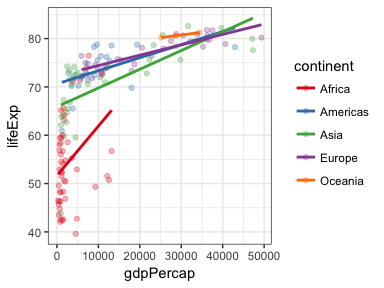 lifeExp
80
70
60
50
40
0 10000 20000 30000 40000 50000
gdpPercap
continent
Africa
Americas
Asia
Europe
Oceania